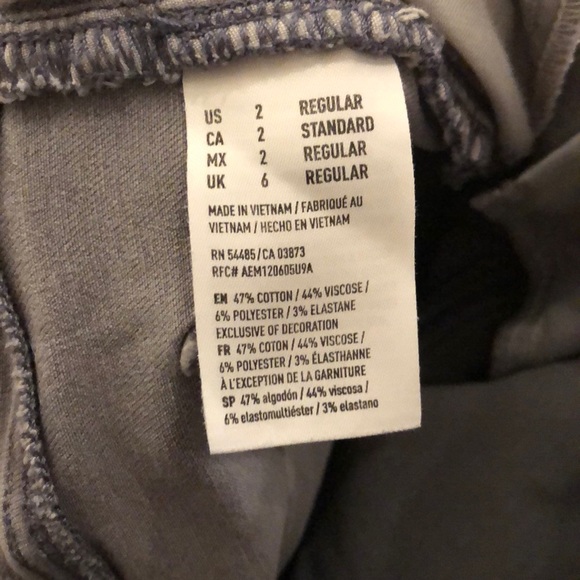 US 2 REGULAR
CA 2 STANDARD
MX 2 REGULAR
UK 6 REGULAR
MADE IN VIETNAM / FABRIQUÉ AU
VIETNAM / HECHO EN VIETNAM
RN 54485/CA 03873
RFC# AEM120605U9A
EN 47% COTTON / 44% VISCOSE /
6% POLYESTER / 3% ELASTANE
EXCLUSIVE OF DECORATION
FR 47% COTON / 44% VISCOSE /
6% POLYESTER / 3% ÉLASTHANNE
À L'EXCEPTION DE LA GARNITURE
SP 47% algodón / 44% viscosa /
6% elastomultiéster / 3% elastano